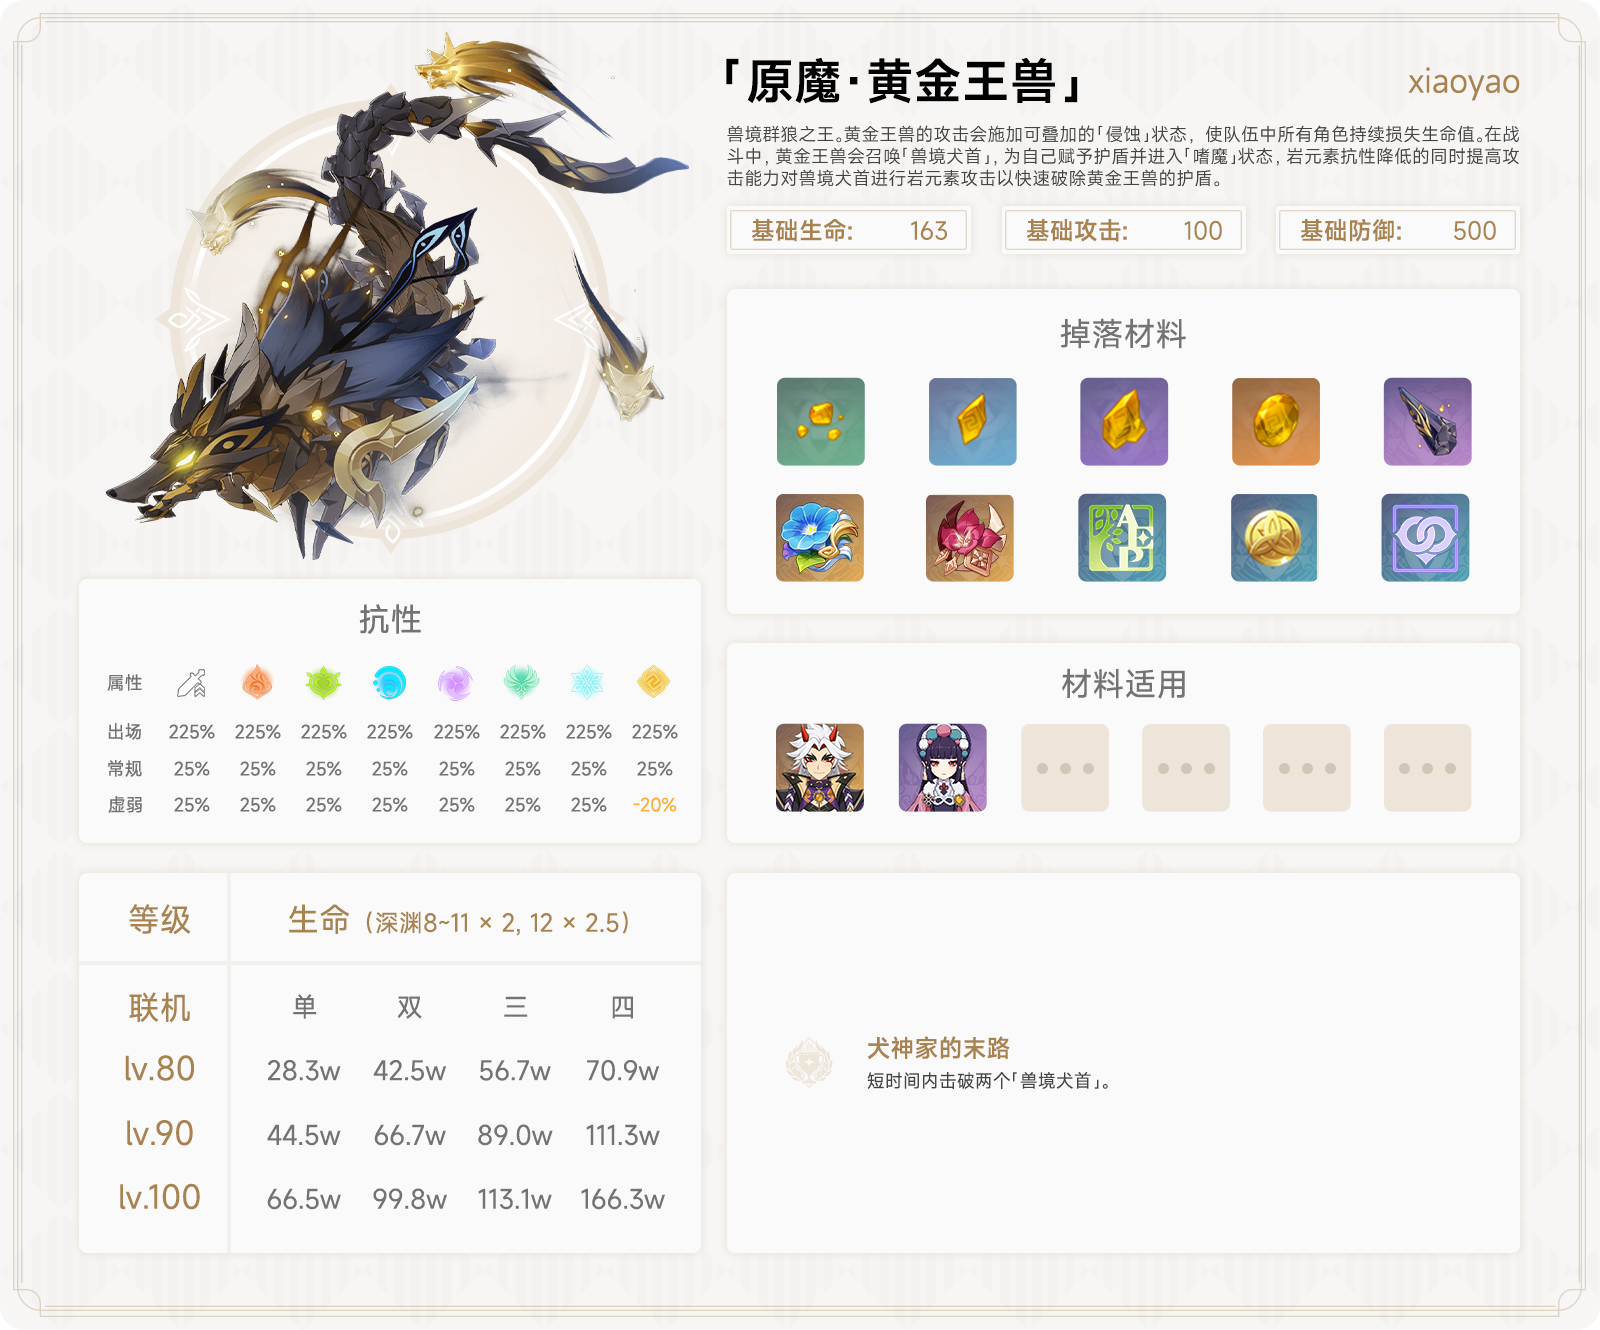 「原魔·黄金王兽」
xiaoyao
兽境群狼之王。黄金王兽的攻击会施加可叠加的「侵蚀」状态，使队伍中所有角色持续损失生命值。在战
斗中，黄金王兽会召唤「兽境犬首」，为自己赋予护盾并进入「嗜魔」状态，岩元素抗性降低的同时提高攻
击能力对兽境犬首进行岩元素攻击以快速破除黄金王兽的护盾。
基础生命: 163
基础攻击: 100
基础防御: 500
掉落材料
AEP
抗性
属性
出场 225% 225% 225% 225% 225% 225% 225% 225%
常规 25% 25% 25% 25% 25% 25% 25% 25%
虚弱 25% 25% 25% 25% 25% 25% 25% -20%
材料适用
等级 生命（深渊8~11 × 2, 12 × 2.5）
联机 单 双 三 四
lv.80 28.3w 42.5w 56.7w 70.9w
lv.90 44.5w 66.7w 89.0w 111.3w
lv.100 66.5w 99.8w 113.1w 166.3w
犬神家的末路
短时间内击破两个「兽境犬首」。